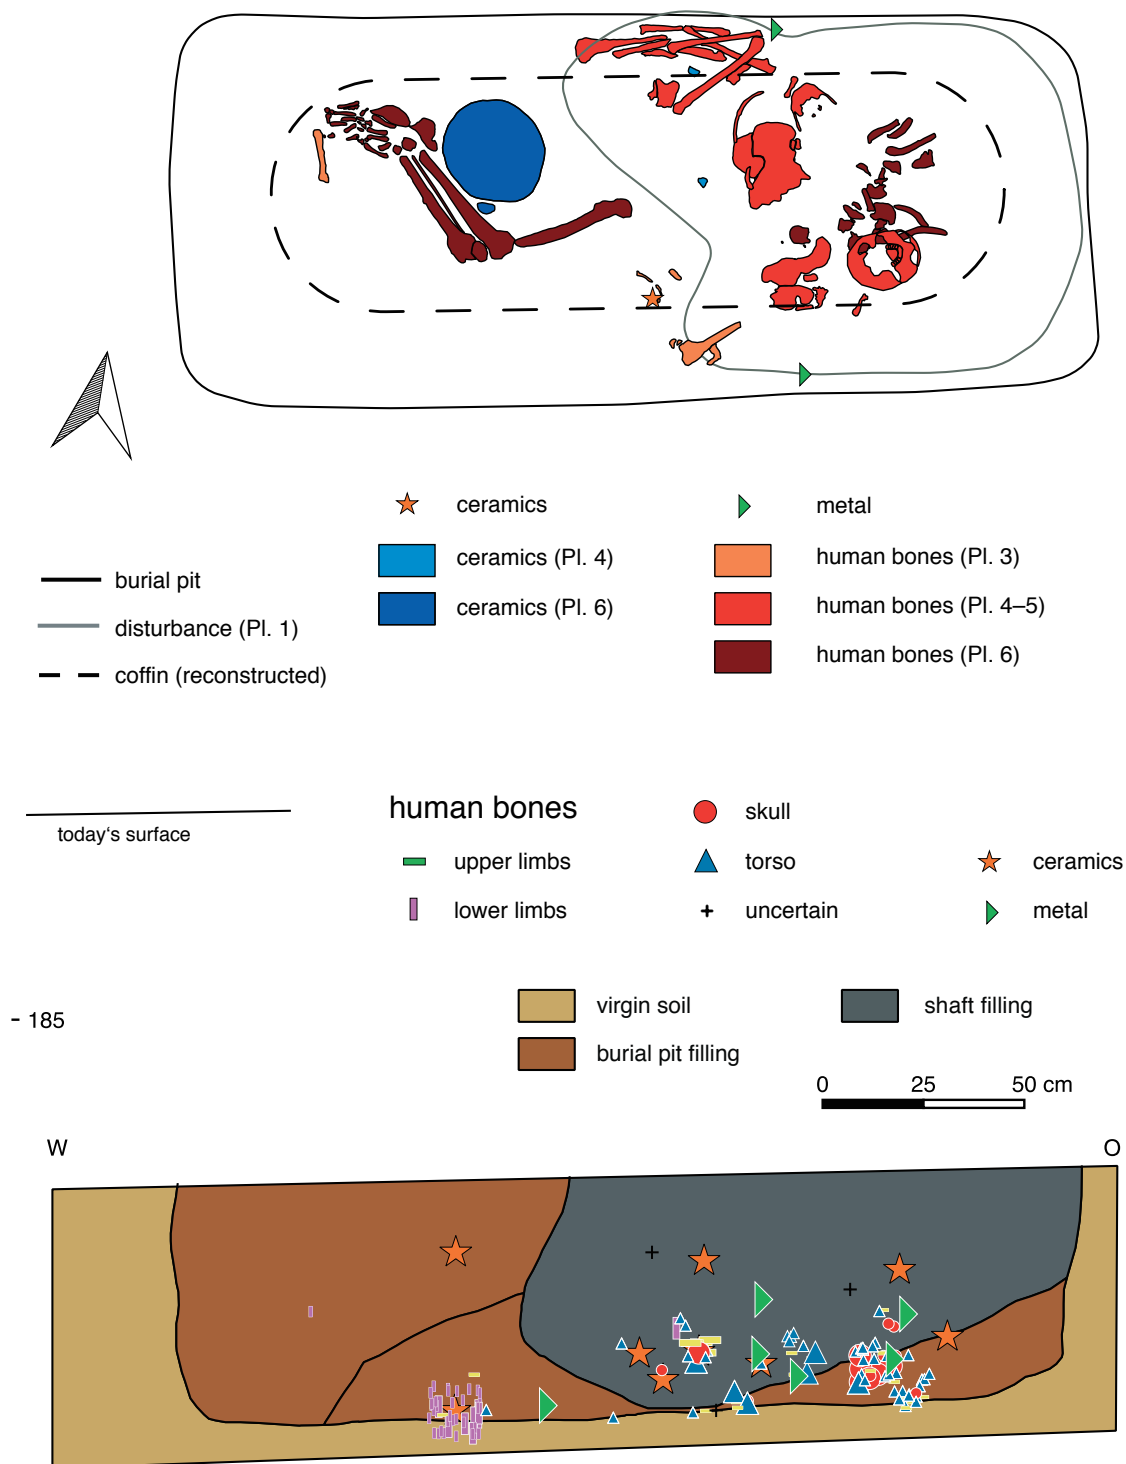 ceramics
metal
ceramics (Pl. 4)
human bones (Pl. 3)
burial pit
ceramics (Pl. 6)
human bones (Pl. 4–5)
disturbance (Pl. 1)
human bones (Pl. 6)
coffin (reconstructed)
human bones
skull
today‘s surface
upper limbs
torso
ceramics
lower limbs
uncertain
metal
- 185
virgin soil
shaft filling
burial pit filling
0 25 50 cm
W O